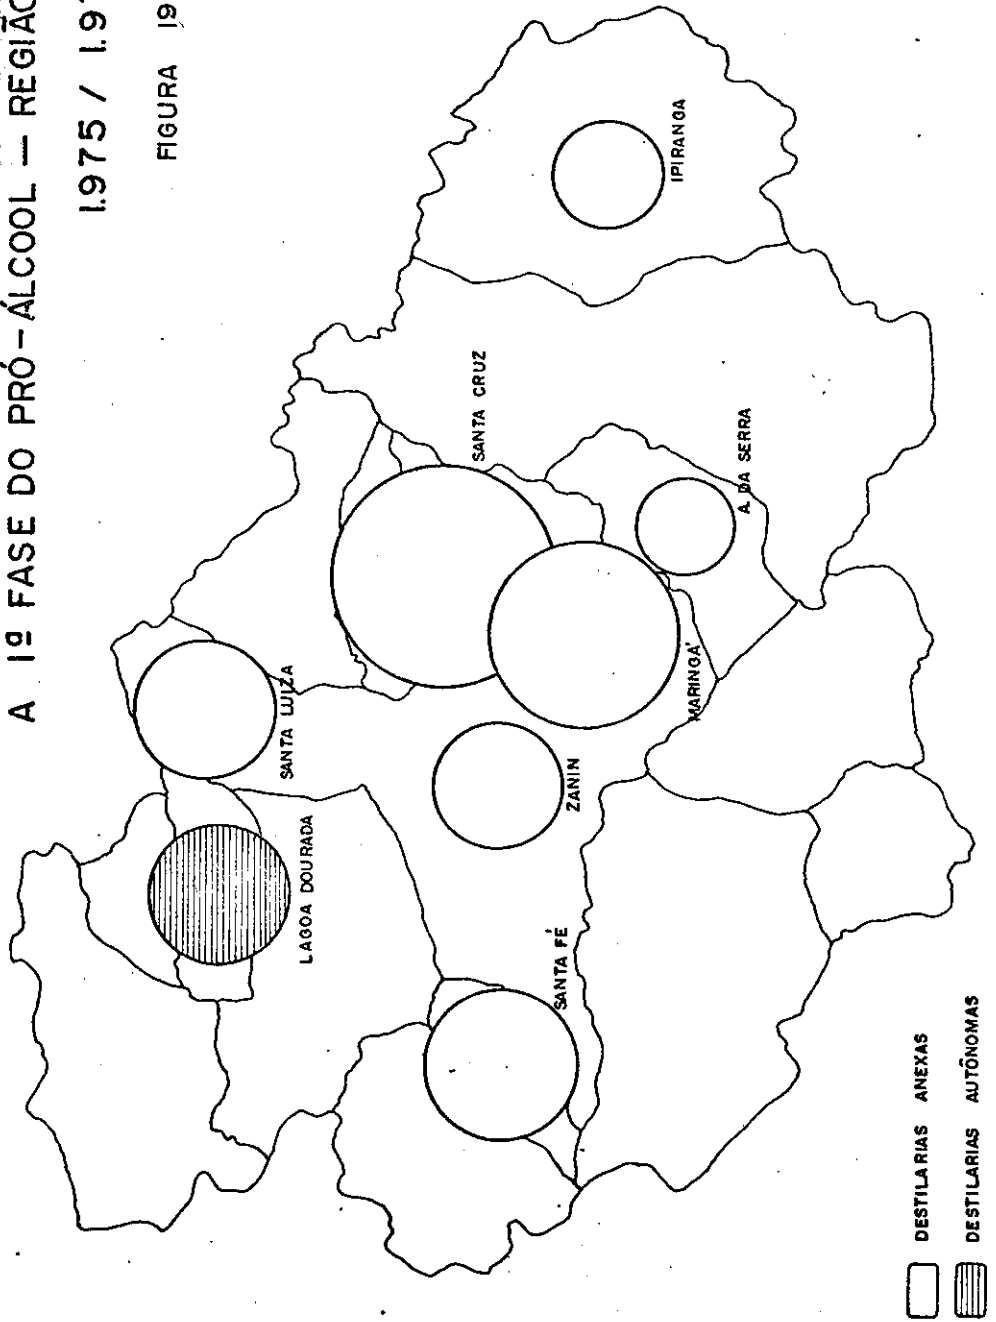 A 1ª FASE DO PRÓ-ÁLCOOL — REGIÃO
1.975 / 1.97
FIGURA 19
SANTA LUIZA
LAGOA DOURADA
SANTA CRUZ
IPIRANGA
ZANIN
SANTA FÉ
MARINGÁ
A. DA SERRA
DESTILARIAS ANEXAS
DESTILARIAS AUTÔNOMAS